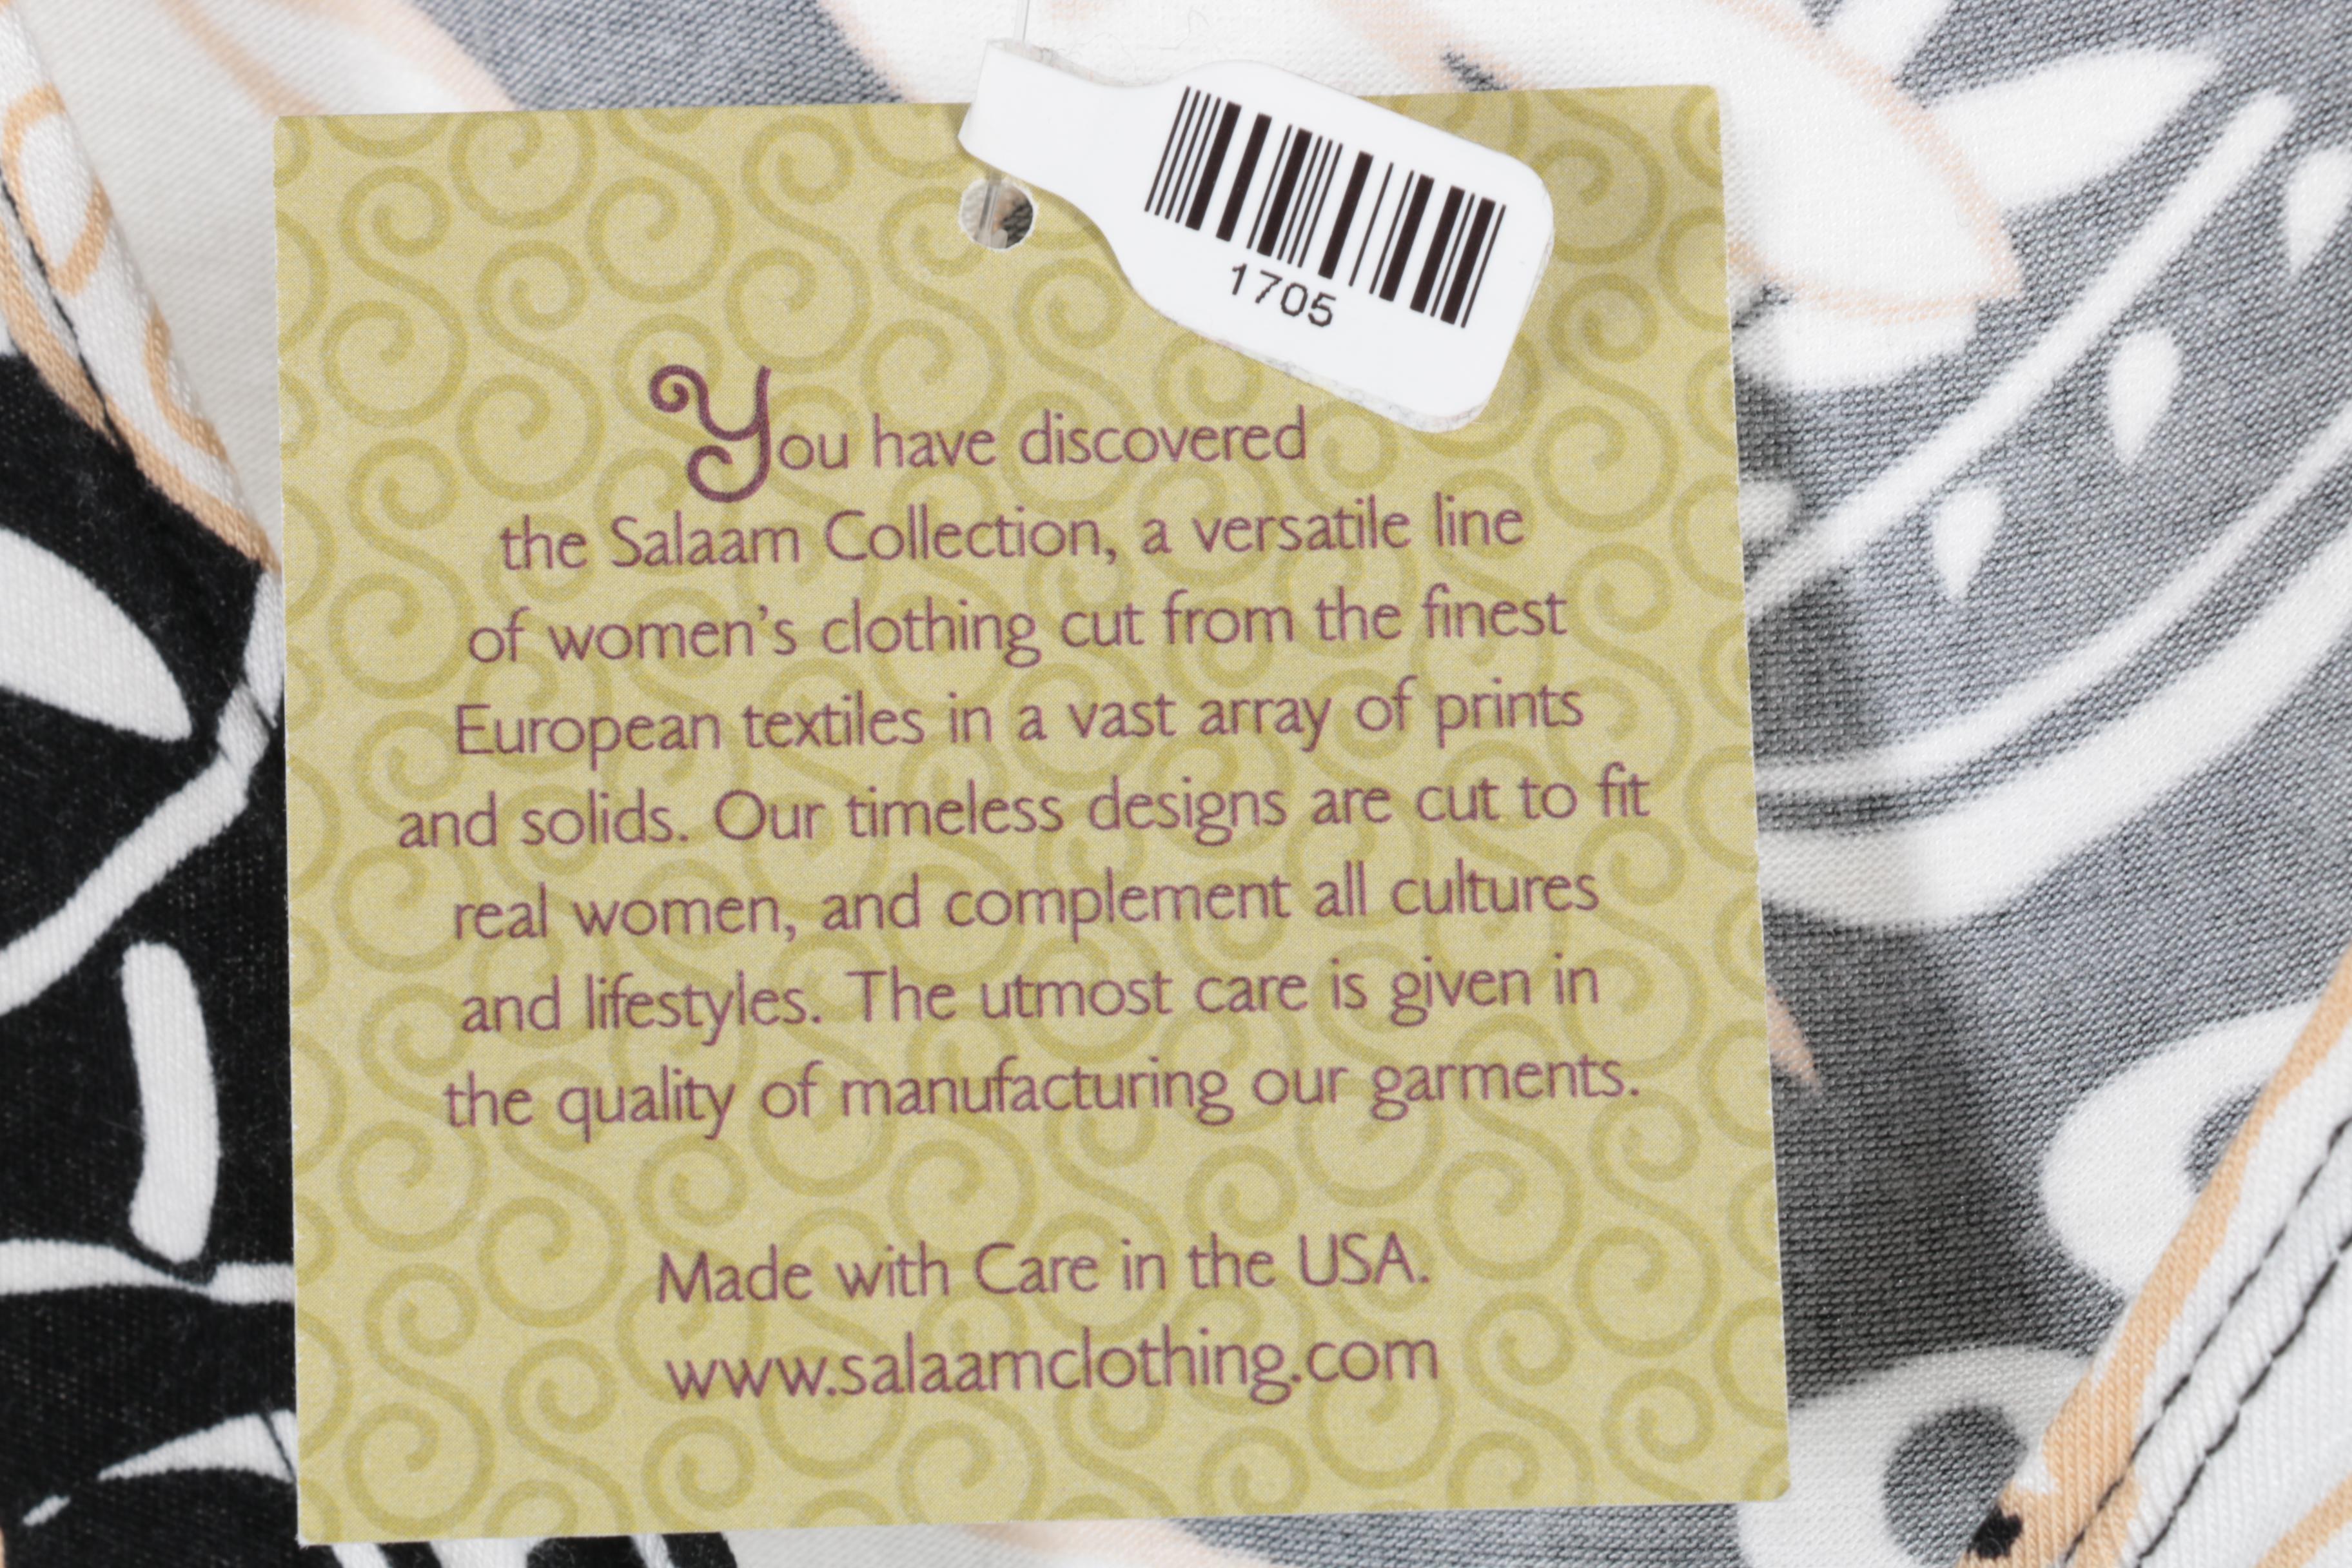 1705
You have discovered
the Salaam Collection, a versatile line
of women's clothing cut from the finest
European textiles in a vast array of prints
and solids. Our timeless designs are cut to fit
real women, and complement all cultures
and lifestyles. The utmost care is given in
the quality of manufacturing our garments.
Made with Care in the USA.
www.salaamclothing.com